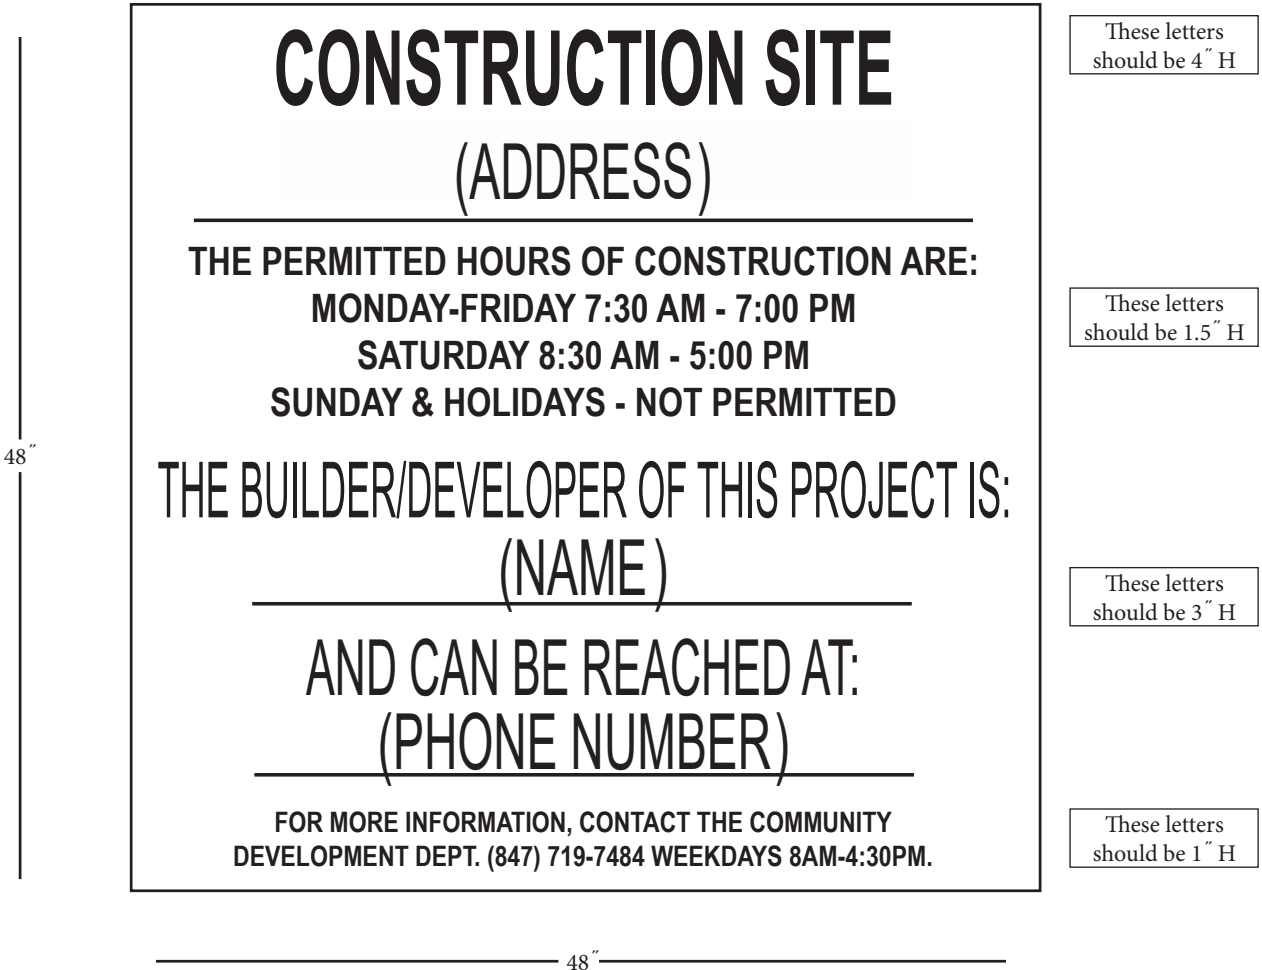 CONSTRUCTION SITE
(ADDRESS)
THE PERMITTED HOURS OF CONSTRUCTION ARE:
MONDAY-FRIDAY 7:30 AM - 7:00 PM
SATURDAY 8:30 AM - 5:00 PM
SUNDAY & HOLIDAYS - NOT PERMITTED
THE BUILDER/DEVELOPER OF THIS PROJECT IS:
(NAME)
AND CAN BE REACHED AT:
(PHONE NUMBER)
FOR MORE INFORMATION, CONTACT THE COMMUNITY
DEVELOPMENT DEPT. (847) 719-7484 WEEKDAYS 8AM-4:30PM.
48˝
48˝
These letters
should be 4˝ H
These letters
should be 1.5˝ H
These letters
should be 3˝ H
These letters
should be 1˝ H